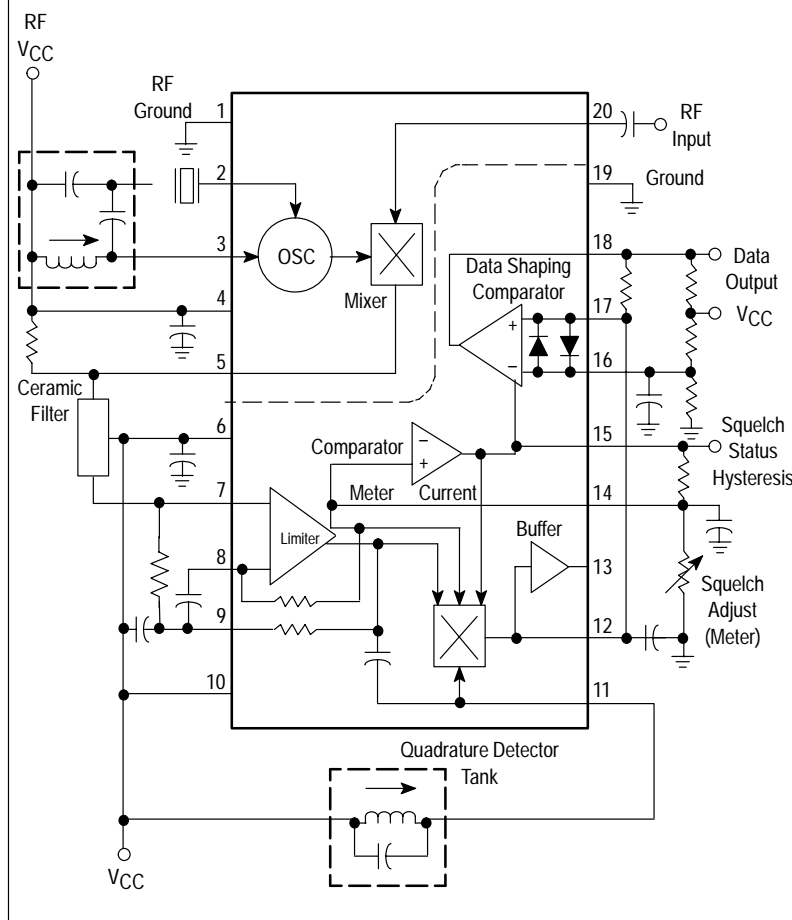 RF
VCC
RF
Ground
1
2
3
4
5
6
7
8
9
10
20
RF
Input
19
Ground
18
Data
Output
17
VCC
16
15
Squelch
Status
Hysteresis
14
13
Squelch
Adjust
(Meter)
12
11
OSC
Mixer
Data Shaping
Comparator
+
–
Ceramic
Filter
Comparator
–
+
Meter Current
Limiter
Buffer
Quadrature Detector
Tank
VCC